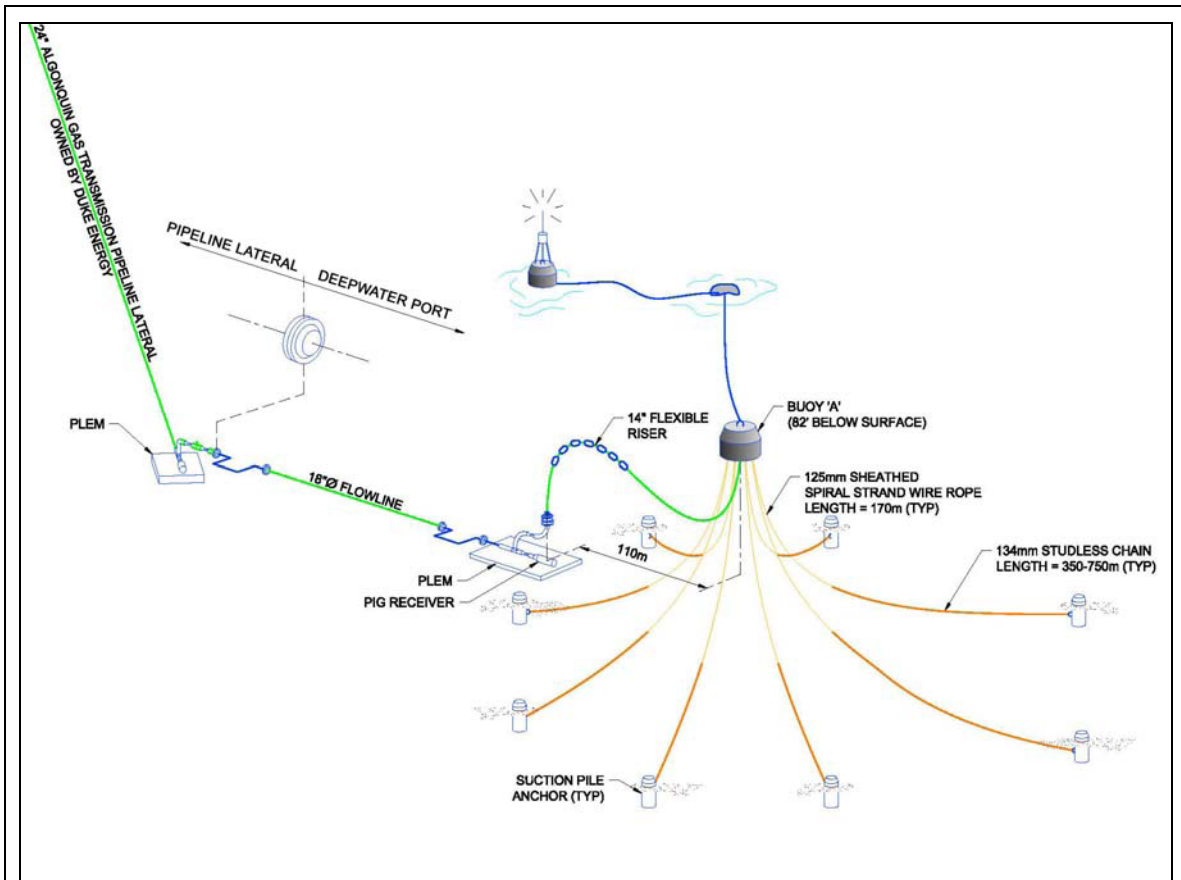 24" ALGONQUIN GAS TRANSMISSION PIPELINE LATERAL
OWNED BY DUKE ENERGY
PIPELINE LATERAL
DEEPWATER PORT
PLEM
18"Ø FLOWLINE
14" FLEXIBLE
RISER
BUOY 'A'
(82' BELOW SURFACE)
125mm SHEATHED
SPIRAL STRAND WIRE ROPE
LENGTH = 170m (TYP)
134mm STUDLESS CHAIN
LENGTH = 350-750m (TYP)
110m
PLEM
PIG RECEIVER
SUCTION PILE
ANCHOR (TYP)